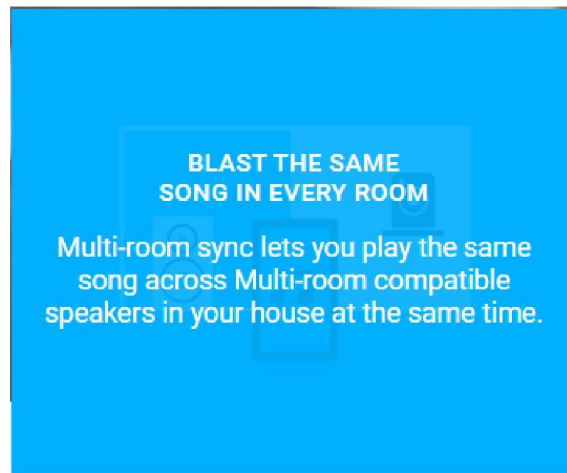 BLAST THE SAME
SONG IN EVERY ROOM
Multi-room sync lets you play the same
song across Multi-room compatible
speakers in your house at the same time.